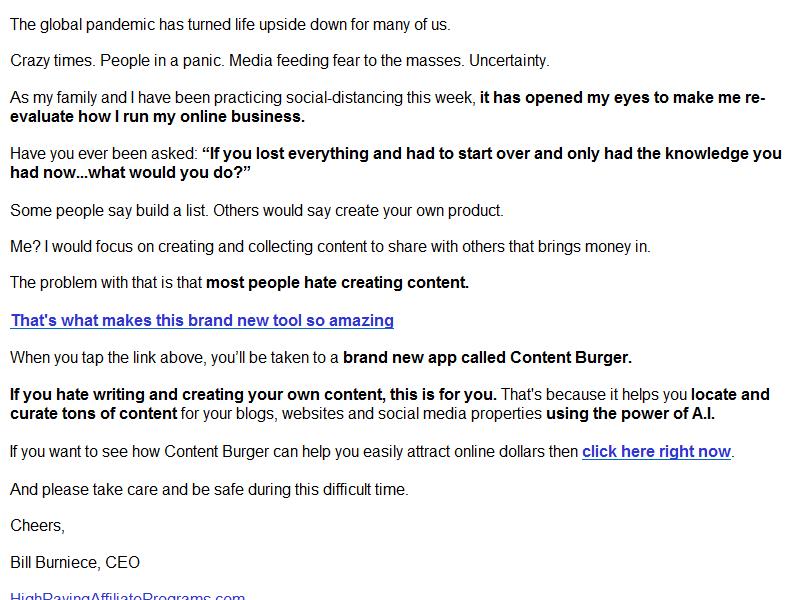 The global pandemic has turned life upside down for many of us.
Crazy times. People in a panic. Media feeding fear to the masses. Uncertainty.
As my family and I have been practicing social-distancing this week, it has opened my eyes to make me re-
evaluate how I run my online business.
Have you ever been asked: “If you lost everything and had to start over and only had the knowledge you
had now...what would you do?”
Some people say build a list. Others would say create your own product.
Me? I would focus on creating and collecting content to share with others that brings money in.
The problem with that is that most people hate creating content.
That's what makes this brand new tool so amazing
When you tap the link above, you’ll be taken to a brand new app called Content Burger.
If you hate writing and creating your own content, this is for you. That's because it helps you locate and
curate tons of content for your blogs, websites and social media properties using the power of A.I.
If you want to see how Content Burger can help you easily attract online dollars then click here right now.
And please take care and be safe during this difficult time.
Cheers,
Bill Burniece, CEO
HighPayingAffiliatePrograms.com